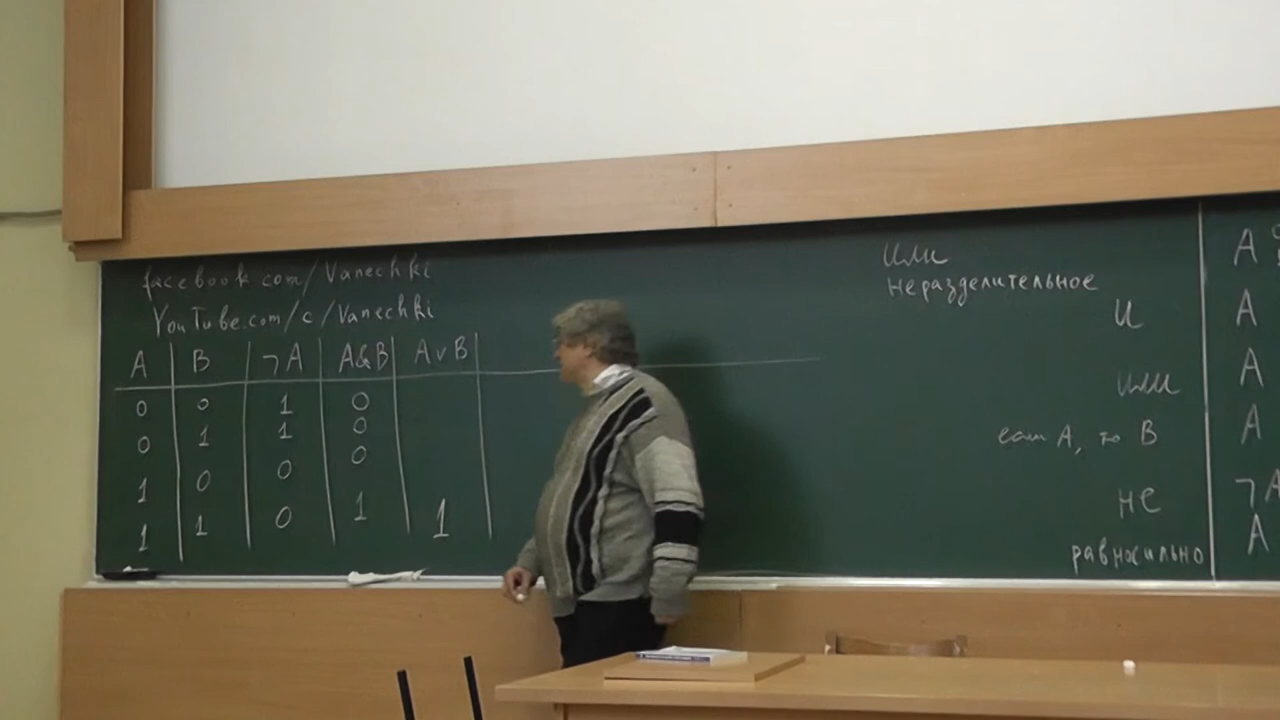 facebook.com/Vanechki
YouTube.com/c/Vanechki
A B ¬A A&B A∨B
0 0 1 0
0 1 1 0
1 0 0 0
1 1 0 1 1
или
неразделительное
и
или
если A, то B
не
равносильно
A
A
A
A
¬A
A